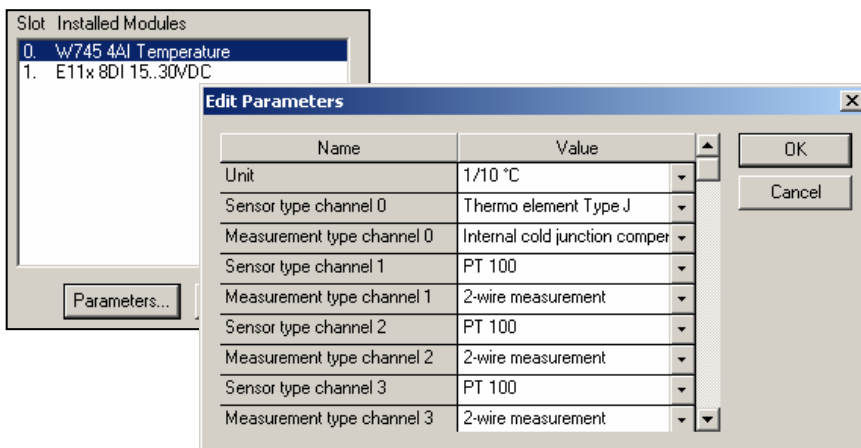 Slot Installed Modules
0. W745 4AI Temperature
1. E11x 8DI 15..30VDC
Parameters...
Edit Parameters
Name Value
Unit 1/10 °C
Sensor type channel 0 Thermo element Type J
Measurement type channel 0 Internal cold junction comper
Sensor type channel 1 PT 100
Measurement type channel 1 2-wire measurement
Sensor type channel 2 PT 100
Measurement type channel 2 2-wire measurement
Sensor type channel 3 PT 100
Measurement type channel 3 2-wire measurement
OK
Cancel